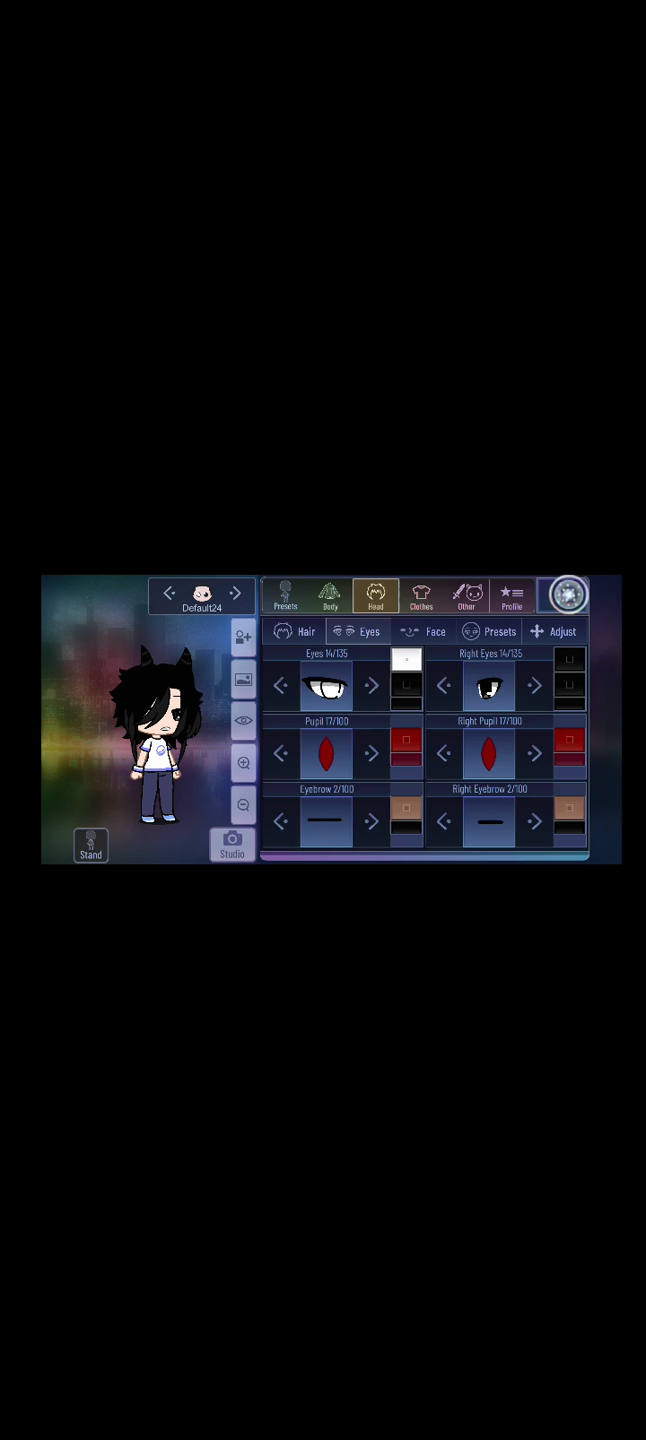 Default24
Presets
Body
Head
Clothes
Other
Profile
Hair
Eyes
Face
Presets
Adjust
Eyes 14/135
Right Eyes 14/135
Pupil 17/100
Right Pupil 17/100
Eyebrow 2/100
Right Eyebrow 2/100
Stand
Studio